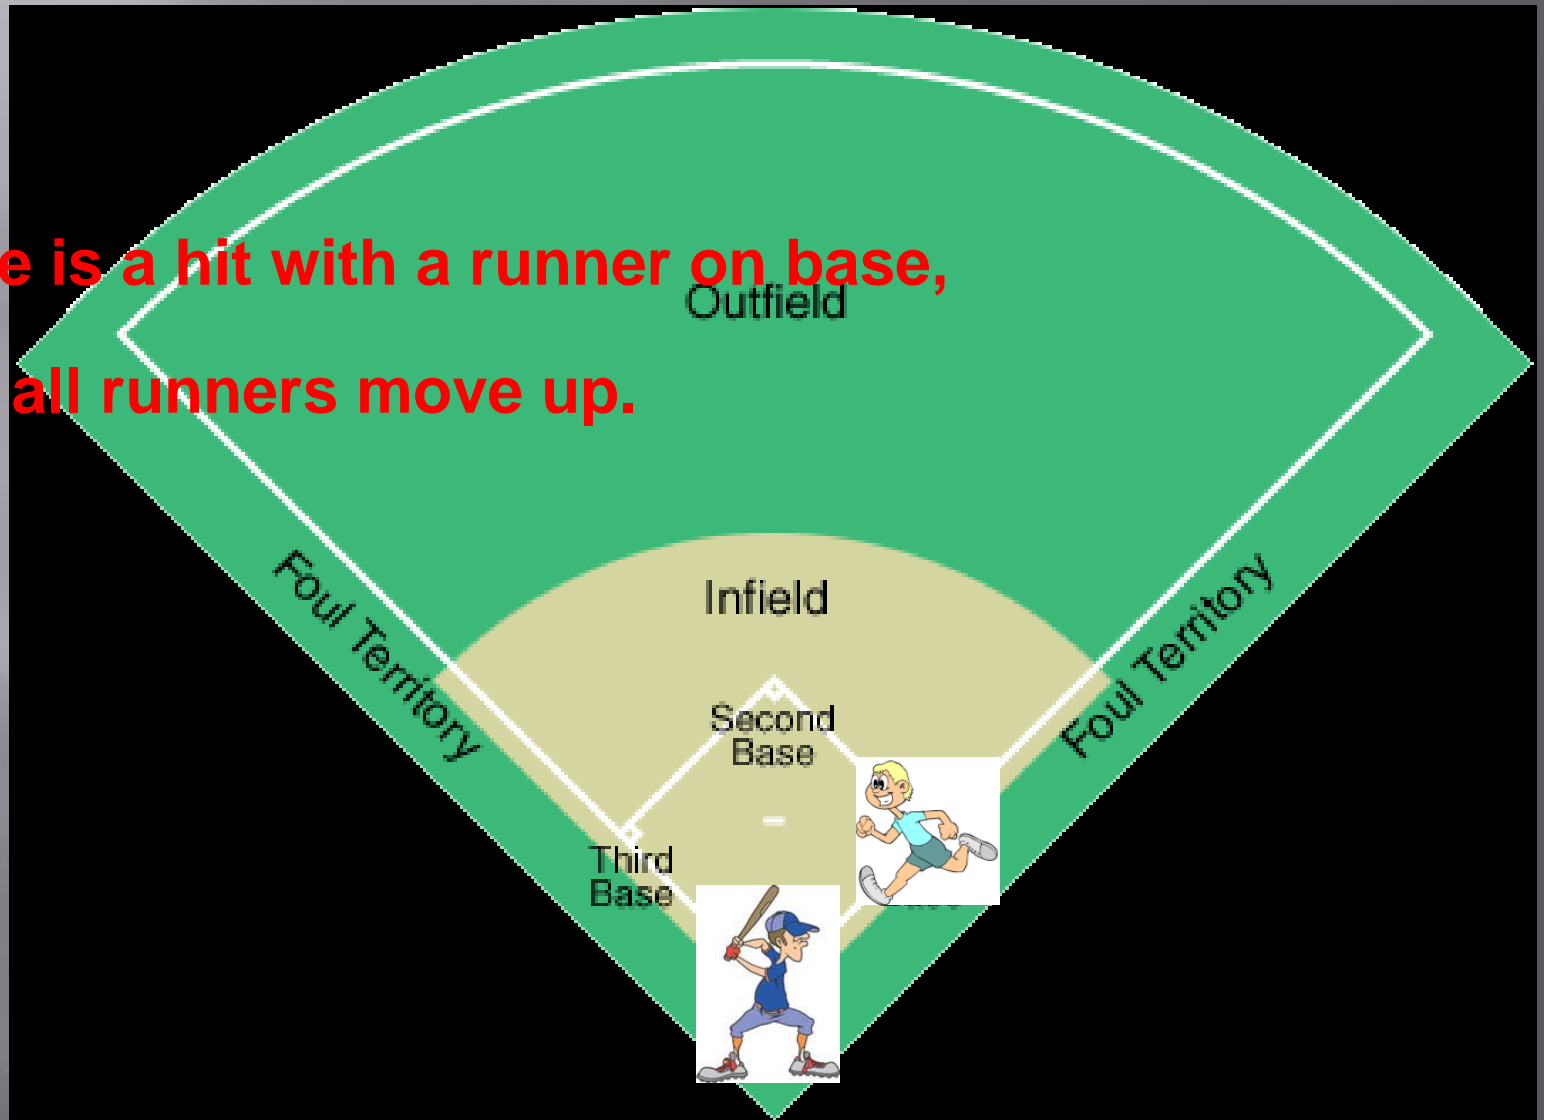 e is a hit with a runner on base,
Outfield
all runners move up.
Infield
Foul Territory
Foul Territory
Second
Base
Third
Base